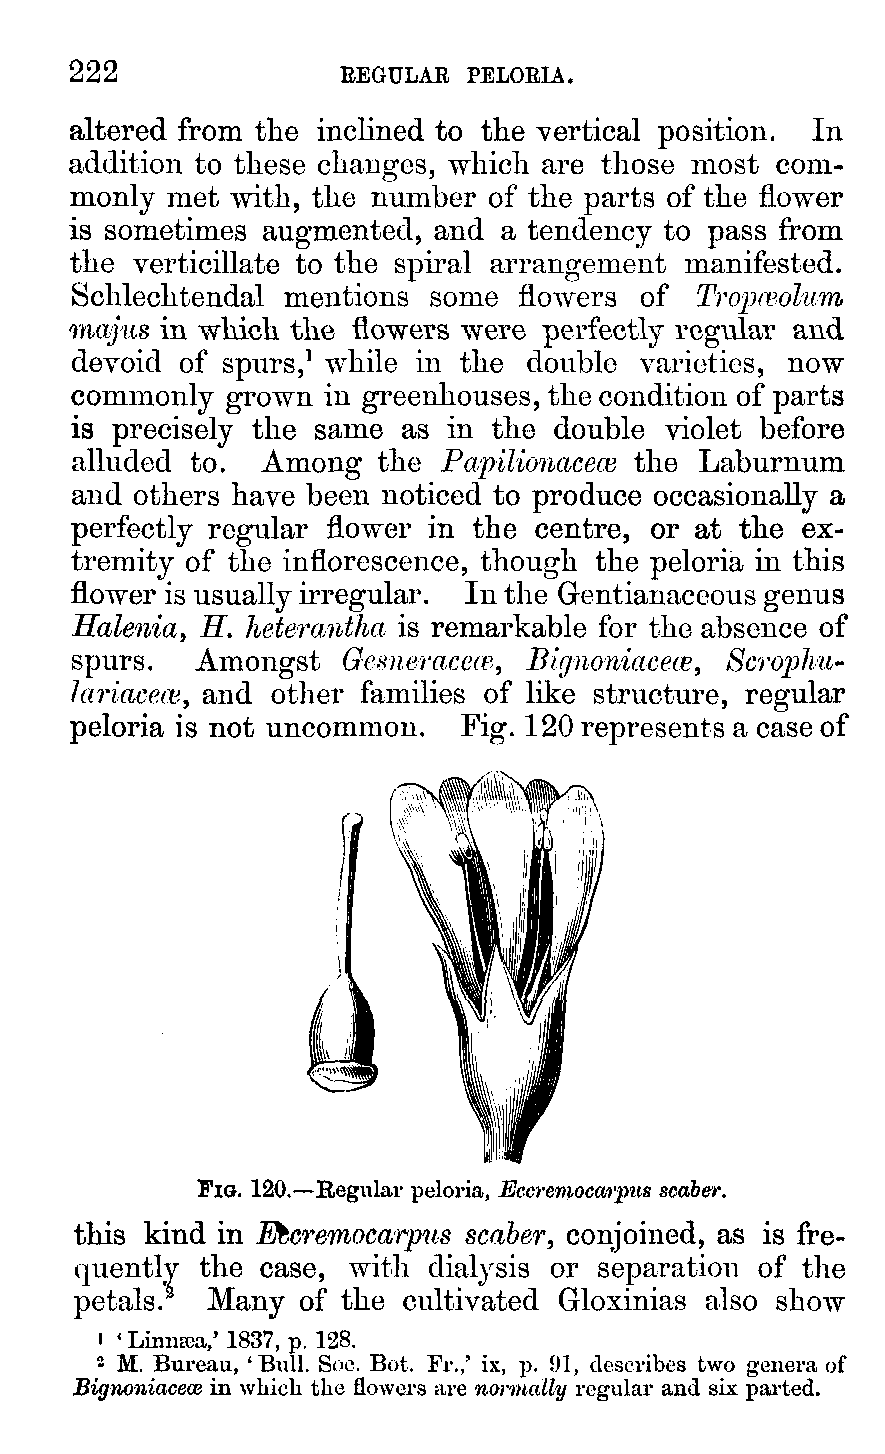 222 REGULAR PELORIA.
altered from the inclined to the vertical position. In
addition to these changes, which are those most com-
monly met with, the number of the parts of the flower
is sometimes augmented, and a tendency to pass from
the verticillate to the spiral arrangement manifested.
Schlechtendal mentions some flowers of Tropæolum
majus in which the flowers were perfectly regular and
devoid of spurs,¹ while in the double varieties, now
commonly grown in greenhouses, the condition of parts
is precisely the same as in the double violet before
alluded to. Among the Papilionaceæ the Laburnum
and others have been noticed to produce occasionally a
perfectly regular flower in the centre, or at the ex-
tremity of the inflorescence, though the peloria in this
flower is usually irregular. In the Gentianaceous genus
Halenia, H. heterantha is remarkable for the absence of
spurs. Amongst Gesneraceæ, Bignoniaceæ, Scrophu-
lariaceæ, and other families of like structure, regular
peloria is not uncommon. Fig. 120 represents a case of
FIG. 120.—Regular peloria, Eccremocarpus scaber.
this kind in Eccremocarpus scaber, conjoined, as is fre-
quently the case, with dialysis or separation of the
petals.² Many of the cultivated Gloxinias also show
¹ ‘Linnæa,’ 1837, p. 128.
² M. Bureau, ‘Bull. Soc. Bot. Fr.,’ ix, p. 91, describes two genera of
Bignoniaceæ in which the flowers are normally regular and six parted.